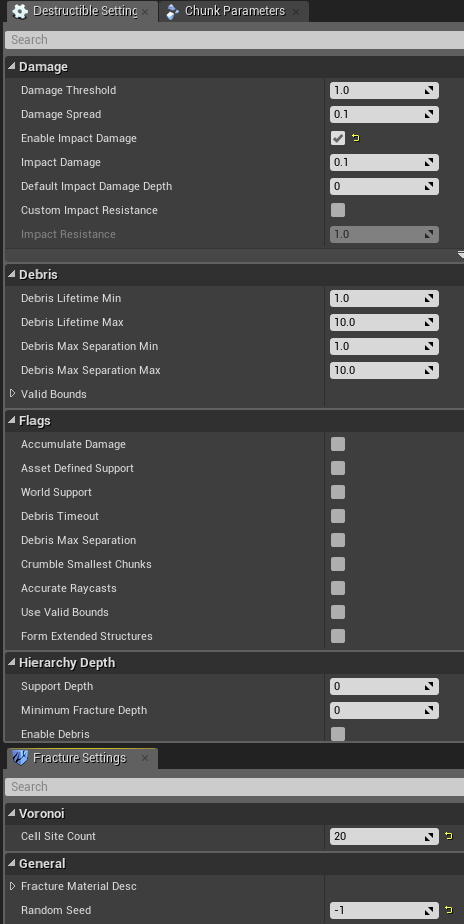 Destructible Setting
Chunk Parameters
Search
Damage
Damage Threshold 1.0
Damage Spread 0.1
Enable Impact Damage
Impact Damage 0.1
Default Impact Damage Depth 0
Custom Impact Resistance
Impact Resistance 1.0
Debris
Debris Lifetime Min 1.0
Debris Lifetime Max 10.0
Debris Max Separation Min 1.0
Debris Max Separation Max 10.0
Valid Bounds
Flags
Accumulate Damage
Asset Defined Support
World Support
Debris Timeout
Debris Max Separation
Crumble Smallest Chunks
Accurate Raycasts
Use Valid Bounds
Form Extended Structures
Hierarchy Depth
Support Depth 0
Minimum Fracture Depth 0
Enable Debris
Fracture Settings
Search
Voronoi
Cell Site Count 20
General
Fracture Material Desc
Random Seed -1